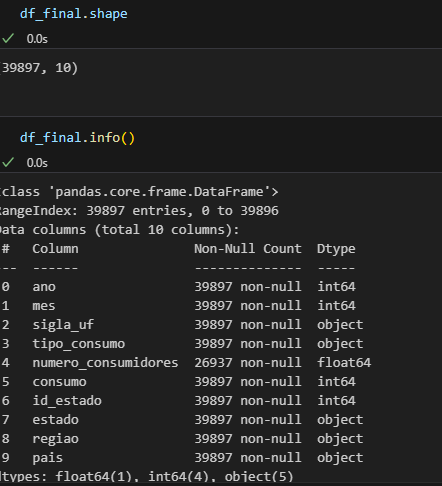 df_final.shape
0.0s
39897, 10)
df_final.info()
0.0s
class 'pandas.core.frame.DataFrame'>
RangeIndex: 39897 entries, 0 to 39896
Data columns (total 10 columns):
# Column Non-Null Count Dtype
--- ------ -------------- -----
0 ano 39897 non-null int64
1 mes 39897 non-null int64
2 sigla_uf 39897 non-null object
3 tipo_consumo 39897 non-null object
4 numero_consumidores 26937 non-null float64
5 consumo 39897 non-null int64
6 id_estado 39897 non-null int64
7 estado 39897 non-null object
8 regiao 39897 non-null object
9 pais 39897 non-null object
dtypes: float64(1), int64(4), object(5)